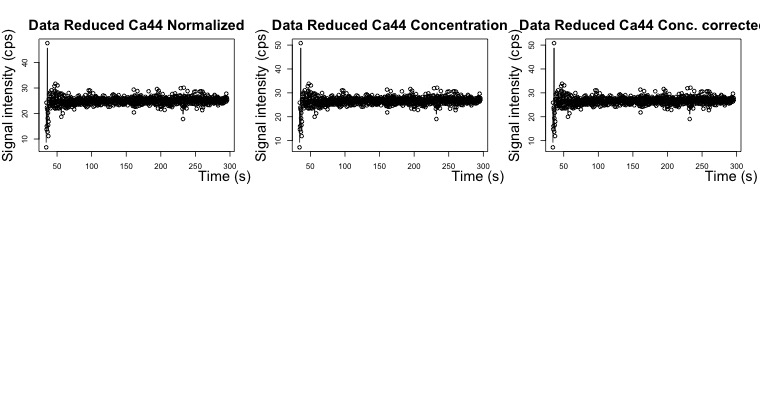 Data Reduced Ca44 Normalized
Signal intensity (cps)
10 20 30 40
50 100 150 200 250 300
Time (s)
Data Reduced Ca44 Concentration
Signal intensity (cps)
10 20 30 40 50
50 100 150 200 250 300
Time (s)
Data Reduced Ca44 Conc. corrected
Signal intensity (cps)
10 20 30 40 50
50 100 150 200 250 300
Time (s)